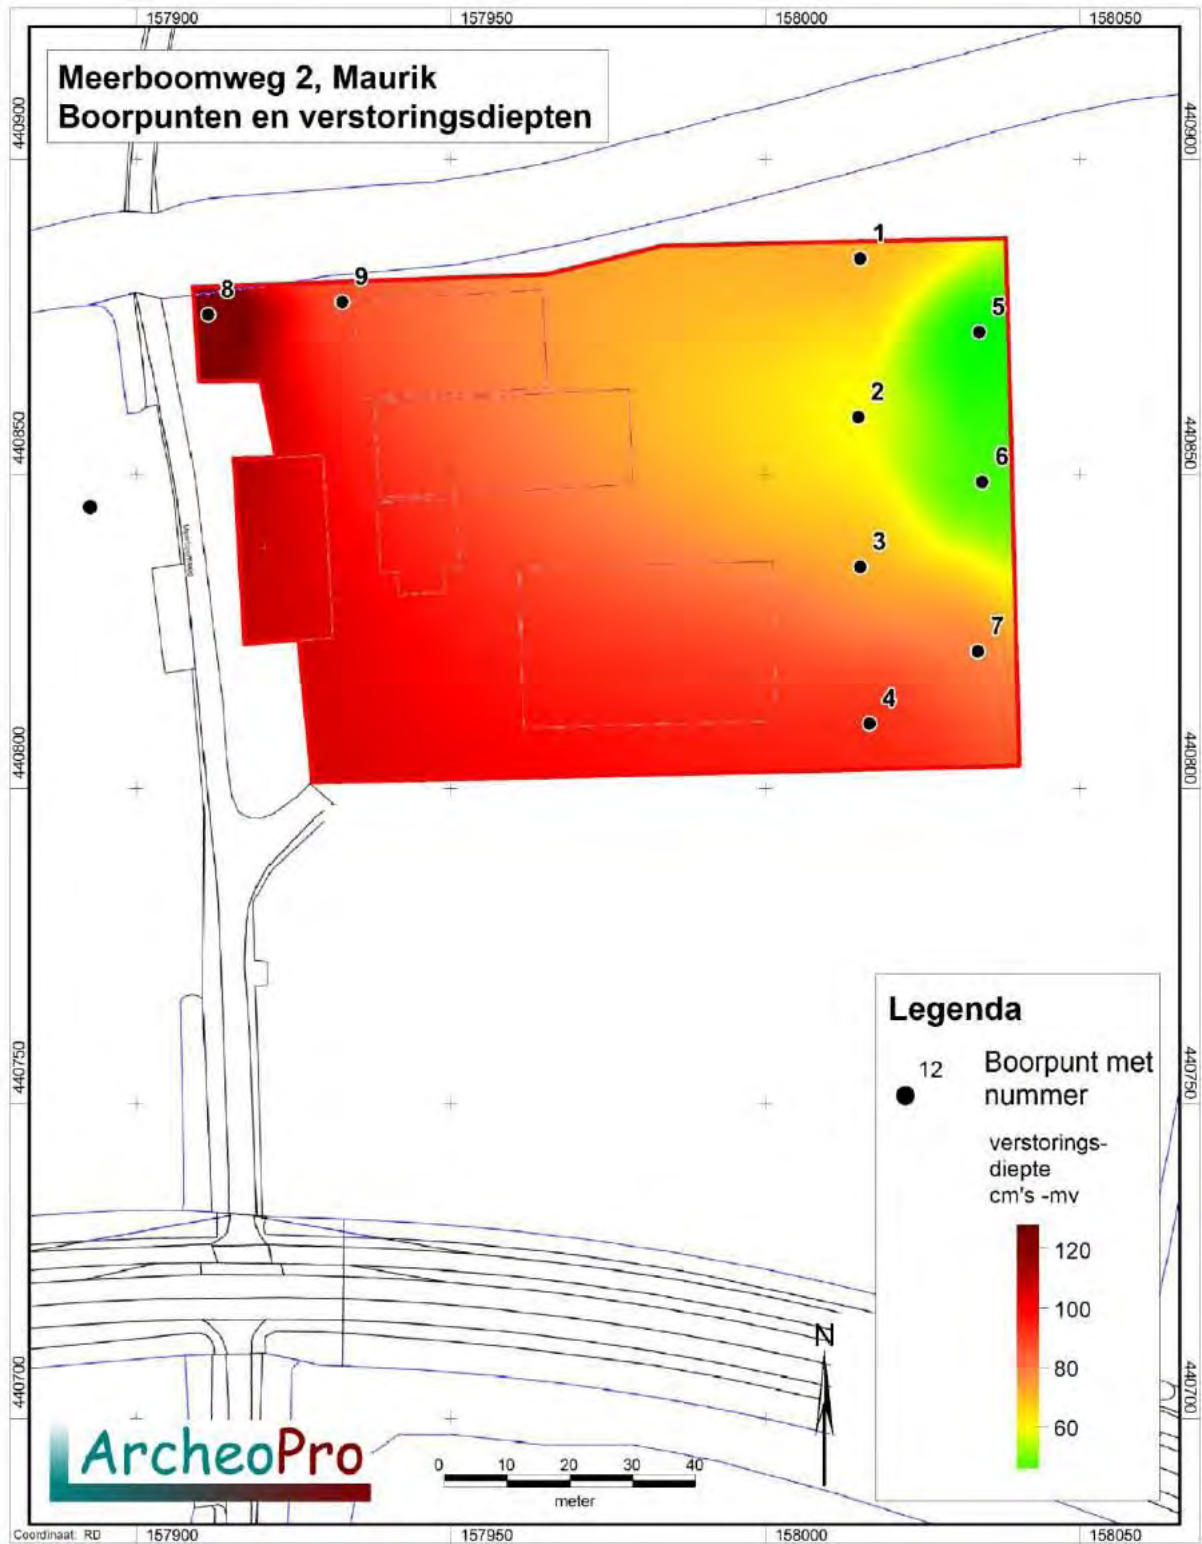 157900 157950 158000 158050
Meerboomweg 2, Maurik
Boorpunten en verstoringsdiepten
440900 440900
1
9
8
5
2
440850 440850
6
3
7
4
440800 440800
Legenda
12 Boorpunt met
nummer
440750 440750
verstorings-
diepte
cm's -mv
120
100
80
60
N
440700 440700
ArcheoPro
0 10 20 30 40
meter
Coordinaat: RD
157900 157950 158000 158050